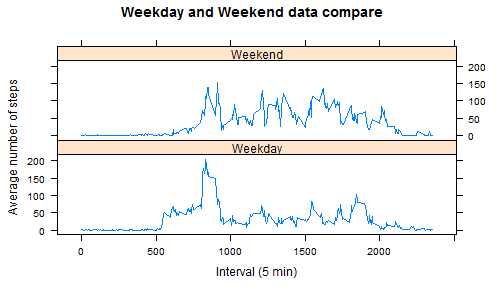 Weekday and Weekend data compare
Weekend
200
150
100
50
0
Weekday
200
150
100
50
0
0 500 1000 1500 2000
Average number of steps
Interval (5 min)